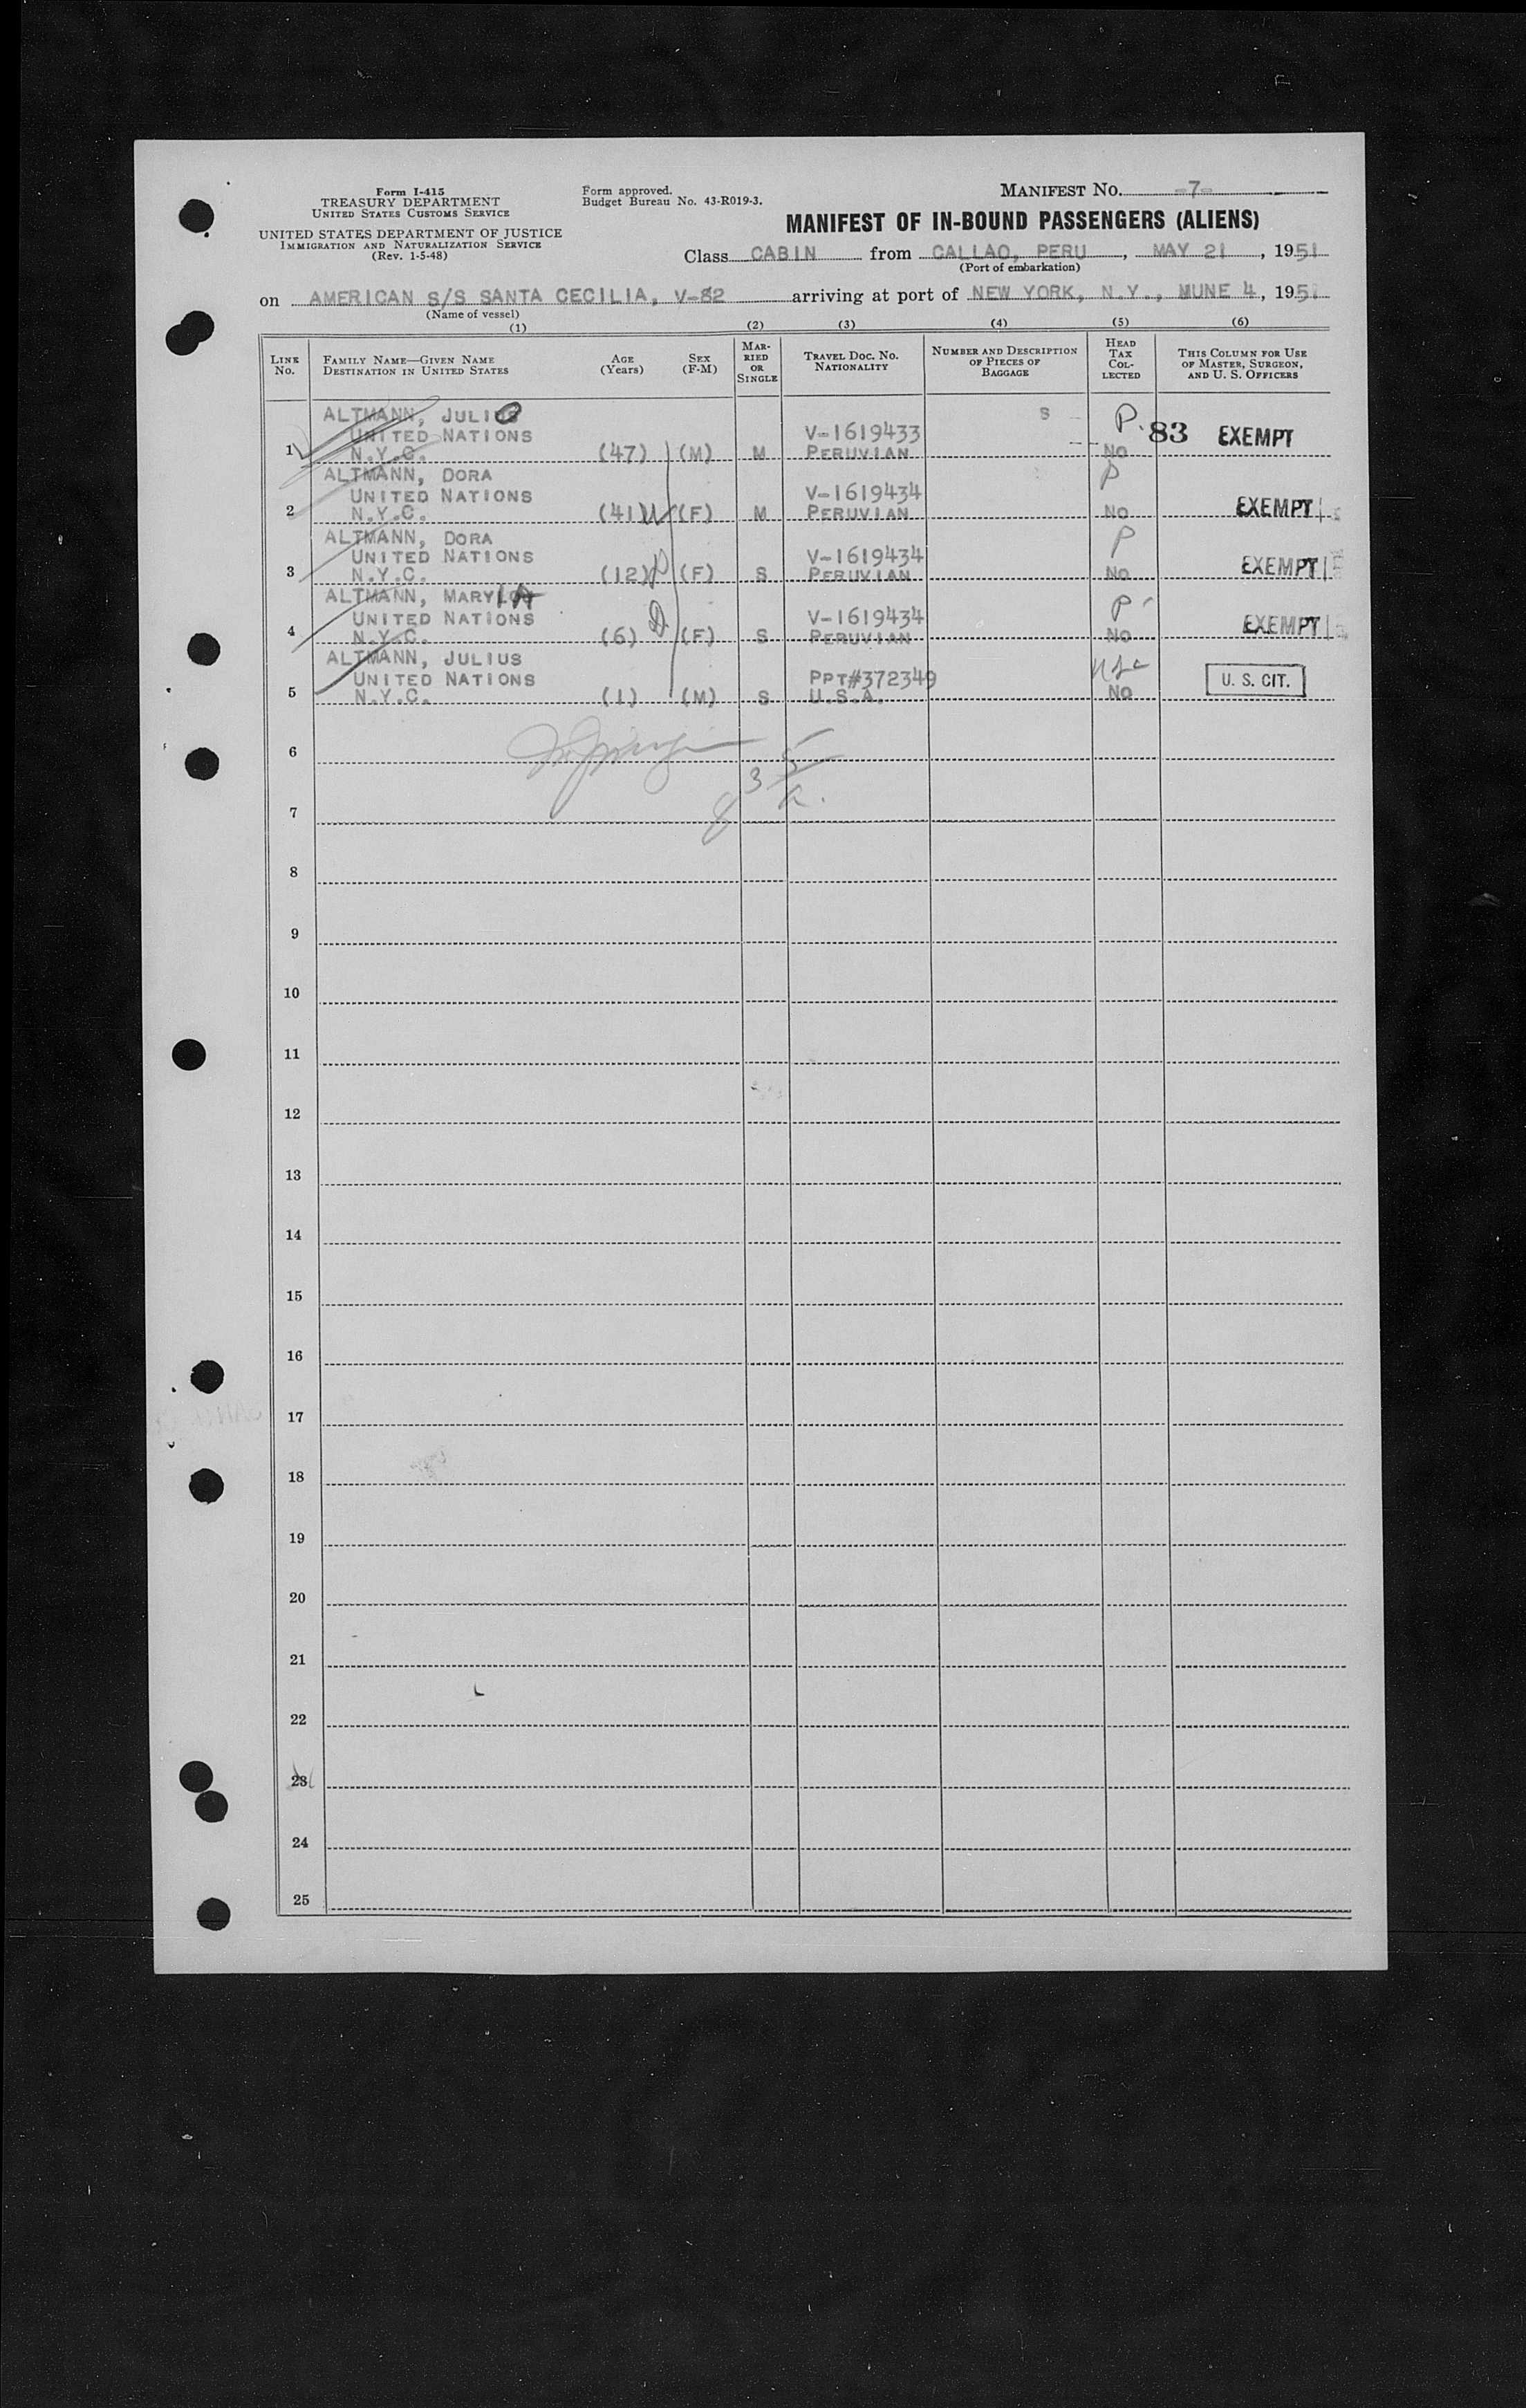 Form I-415
TREASURY DEPARTMENT
UNITED STATES CUSTOMS SERVICE
UNITED STATES DEPARTMENT OF JUSTICE
IMMIGRATION AND NATURALIZATION SERVICE
(Rev. 1-5-48)
Form approved.
Budget Bureau No. 43-R019-3.
MANIFEST NO. -7-
MANIFEST OF IN-BOUND PASSENGERS (ALIENS)
Class CABIN from CALLAO, PERU, MAY 21, 1951
(Port of embarkation)
on AMERICAN S/S SANTA CECILIA, V-82 arriving at port of NEW YORK, N.Y., MUNE 4, 1951
(Name of vessel)
(1) (2) (3) (4) (5) (6)
LINE No.
FAMILY NAME—GIVEN NAME
DESTINATION IN UNITED STATES
AGE (Years)
SEX (F-M)
MARRIED OR SINGLE
TRAVEL DOC. NO.
NATIONALITY
NUMBER AND DESCRIPTION
OF PIECES OF
BAGGAGE
HEAD TAX COLLECTED
THIS COLUMN FOR USE
OF MASTER, SURGEON,
AND U. S. OFFICERS
ALTMANN, JULIO S P.
UNITED NATIONS V-1619433 83 EXEMPT
1 N.Y.C. (47) (M) M PERUVIAN No
ALTMANN, DORA P
UNITED NATIONS V-1619434 EXEMPT
2 N.Y.C. (41) W (F) M PERUVIAN No
ALTMANN, DORA P
UNITED NATIONS V-1619434 EXEMPT
3 N.Y.C. (12) D (F) S PERUVIAN No
ALTMANN, MARYLA P
UNITED NATIONS V-1619434 EXEMPT
4 N.Y.C. (6) D (F) S PERUVIAN No
ALTMANN, JULIUS
UNITED NATIONS PPT#372349 U. S. CIT.
5 N.Y.C. (1) (M) S U.S.A. No
6
3 5
7
8
8
9
10
11
12
13
14
15
16
17
18
19
20
21
22
23
24
25